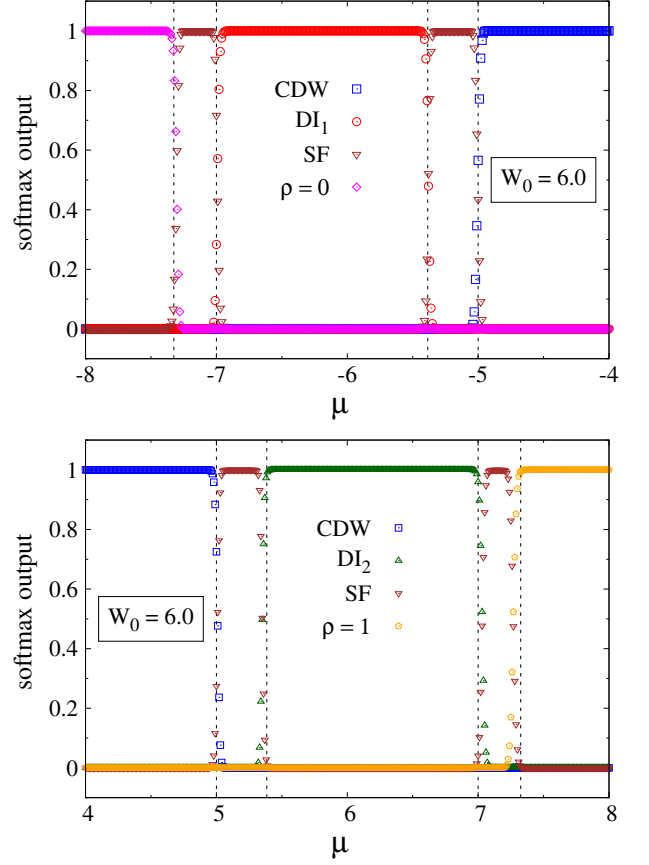 1
0.8
0.6
0.4
0.2
0
softmax output
CDW
DI₁
SF
ρ = 0
W₀ = 6.0
-8 -7 -6 -5 -4
μ
1
0.8
0.6
0.4
0.2
0
softmax output
CDW
DI₂
SF
ρ = 1
W₀ = 6.0
4 5 6 7 8
μ